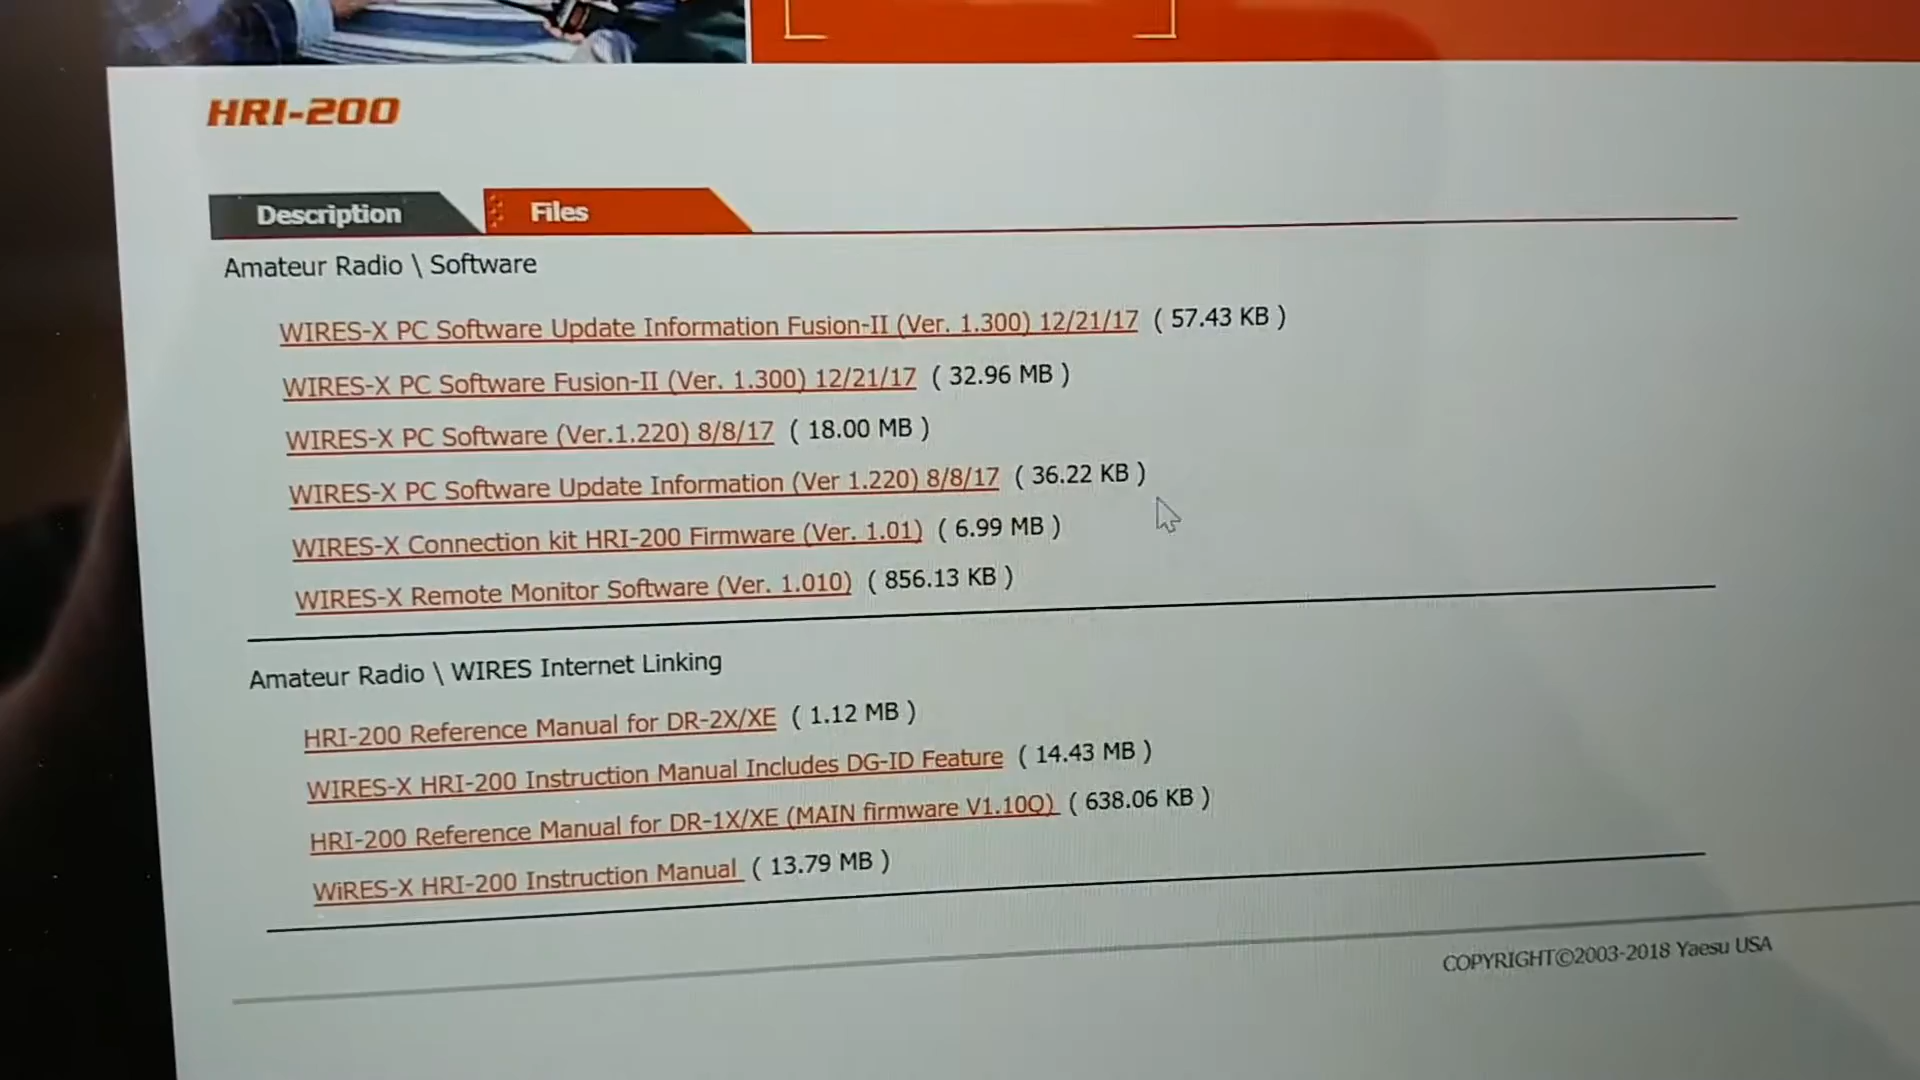 HRI-200
Description Files
Amateur Radio \ Software
WIRES-X PC Software Update Information Fusion-II (Ver. 1.300) 12/21/17 ( 57.43 KB )
WIRES-X PC Software Fusion-II (Ver. 1.300) 12/21/17 ( 32.96 MB )
WIRES-X PC Software (Ver.1.220) 8/8/17 ( 18.00 MB )
WIRES-X PC Software Update Information (Ver 1.220) 8/8/17 ( 36.22 KB )
WIRES-X Connection kit HRI-200 Firmware (Ver. 1.01) ( 6.99 MB )
WIRES-X Remote Monitor Software (Ver. 1.010) ( 856.13 KB )
Amateur Radio \ WIRES Internet Linking
HRI-200 Reference Manual for DR-2X/XE ( 1.12 MB )
WIRES-X HRI-200 Instruction Manual Includes DG-ID Feature ( 14.43 MB )
HRI-200 Reference Manual for DR-1X/XE (MAIN firmware V1.10Q) ( 638.06 KB )
WiRES-X HRI-200 Instruction Manual ( 13.79 MB )
COPYRIGHT©2003-2018 Yaesu USA